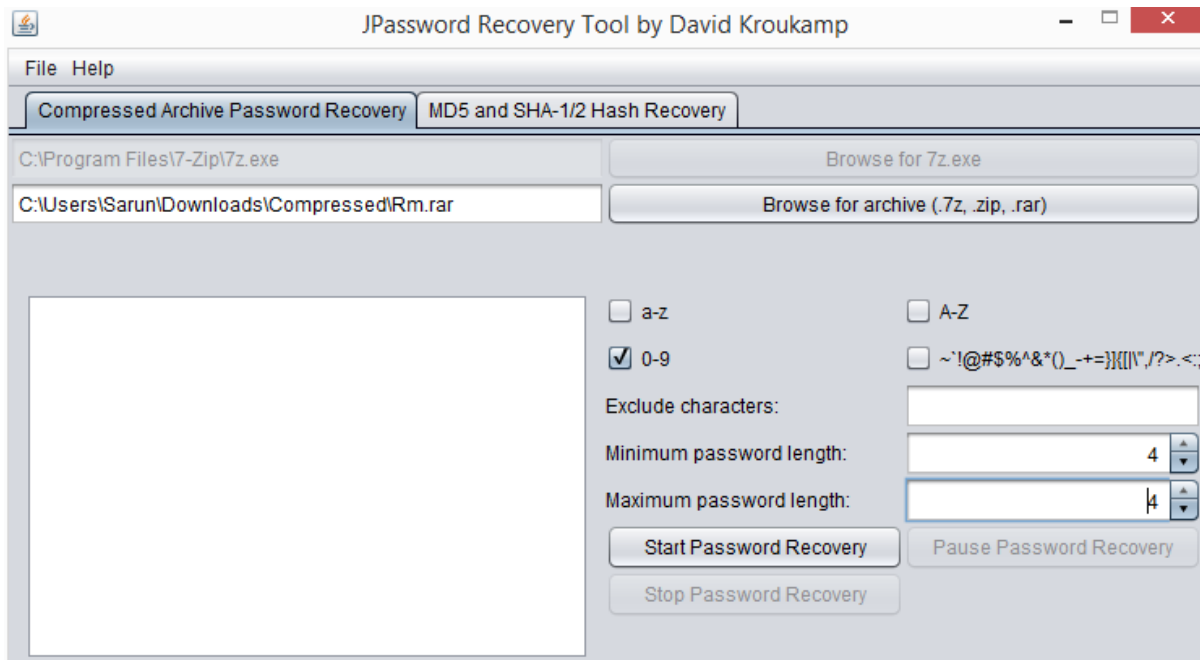 JPassword Recovery Tool by David Kroukamp
File Help
Compressed Archive Password Recovery MD5 and SHA-1/2 Hash Recovery
C:\Program Files\7-Zip\7z.exe Browse for 7z.exe
C:\Users\Sarun\Downloads\Compressed\Rm.rar Browse for archive (.7z, .zip, .rar)
a-z A-Z
0-9 ~`!@#$%^&*()_-+=}]{[|\",/?>.<:;
Exclude characters:
Minimum password length: 4
Maximum password length: 4
Start Password Recovery Pause Password Recovery
Stop Password Recovery